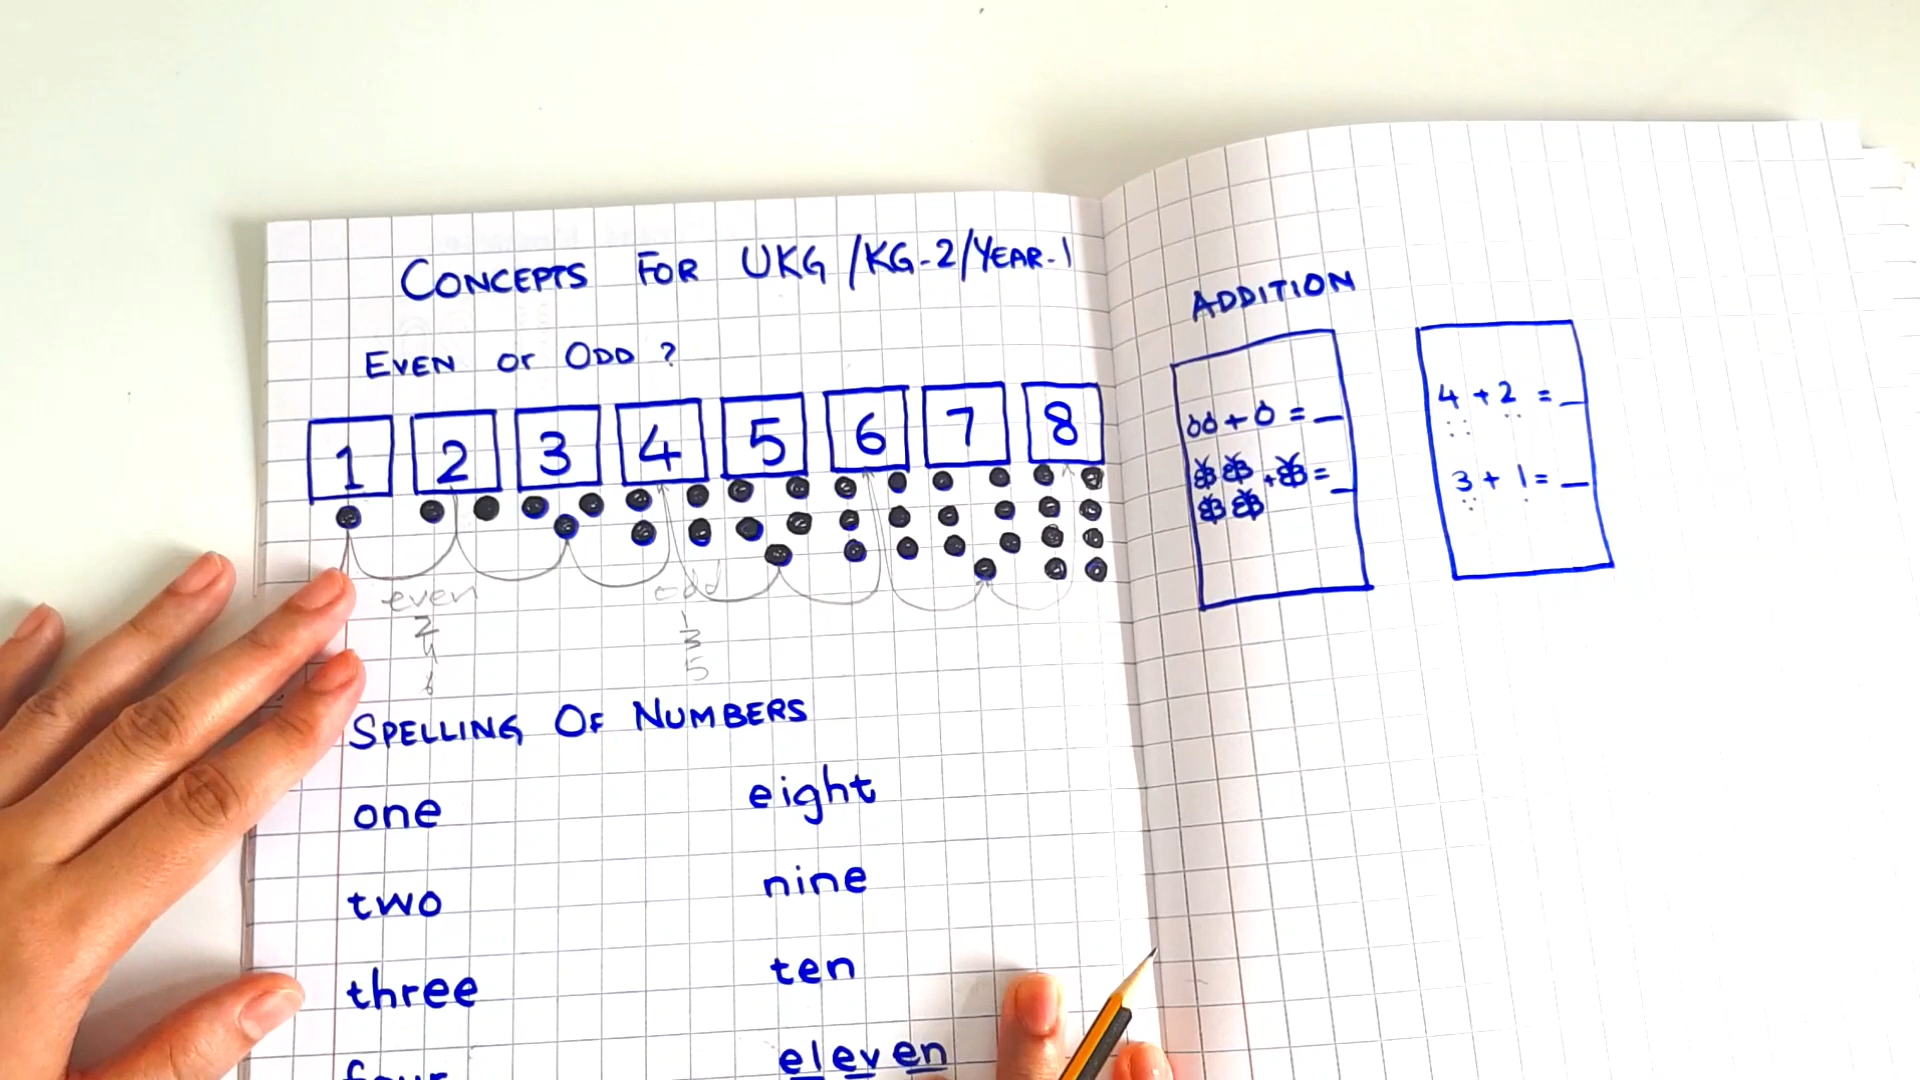 CONCEPTS FOR UKG/KG-2/YEAR-1
EVEN or ODD ?
1 2 3 4 5 6 7 8
even odd
2 1
4 3
6 5
SPELLING OF NUMBERS
one eight
two nine
three ten
four eleven
ADDITION
+ = _
+ = _
4 + 2 = _
3 + 1 = _